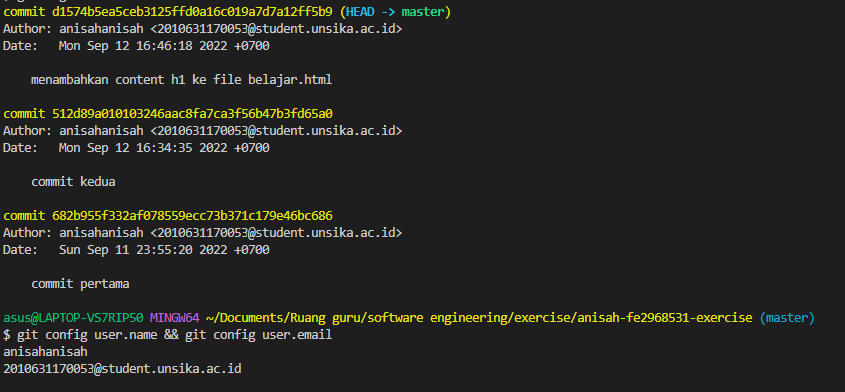 commit d1574b5ea5ceb3125ffd0a16c019a7d7a12ff5b9 (HEAD -> master)
Author: anisahanisah <2010631170053@student.unsika.ac.id>
Date:   Mon Sep 12 16:46:18 2022 +0700
menambahkan content h1 ke file belajar.html
commit 512d89a010103246aac8fa7ca3f56b47b3fd65a0
Author: anisahanisah <2010631170053@student.unsika.ac.id>
Date:   Mon Sep 12 16:34:35 2022 +0700
commit kedua
commit 682b955f332af078559ecc73b371c179e46bc686
Author: anisahanisah <2010631170053@student.unsika.ac.id>
Date:   Sun Sep 11 23:55:20 2022 +0700
commit pertama
asus@LAPTOP-VS7RIP50 MINGW64 ~/Documents/Ruang guru/software engineering/exercise/anisah-fe2968531-exercise (master)
$ git config user.name && git config user.email
anisahanisah
2010631170053@student.unsika.ac.id